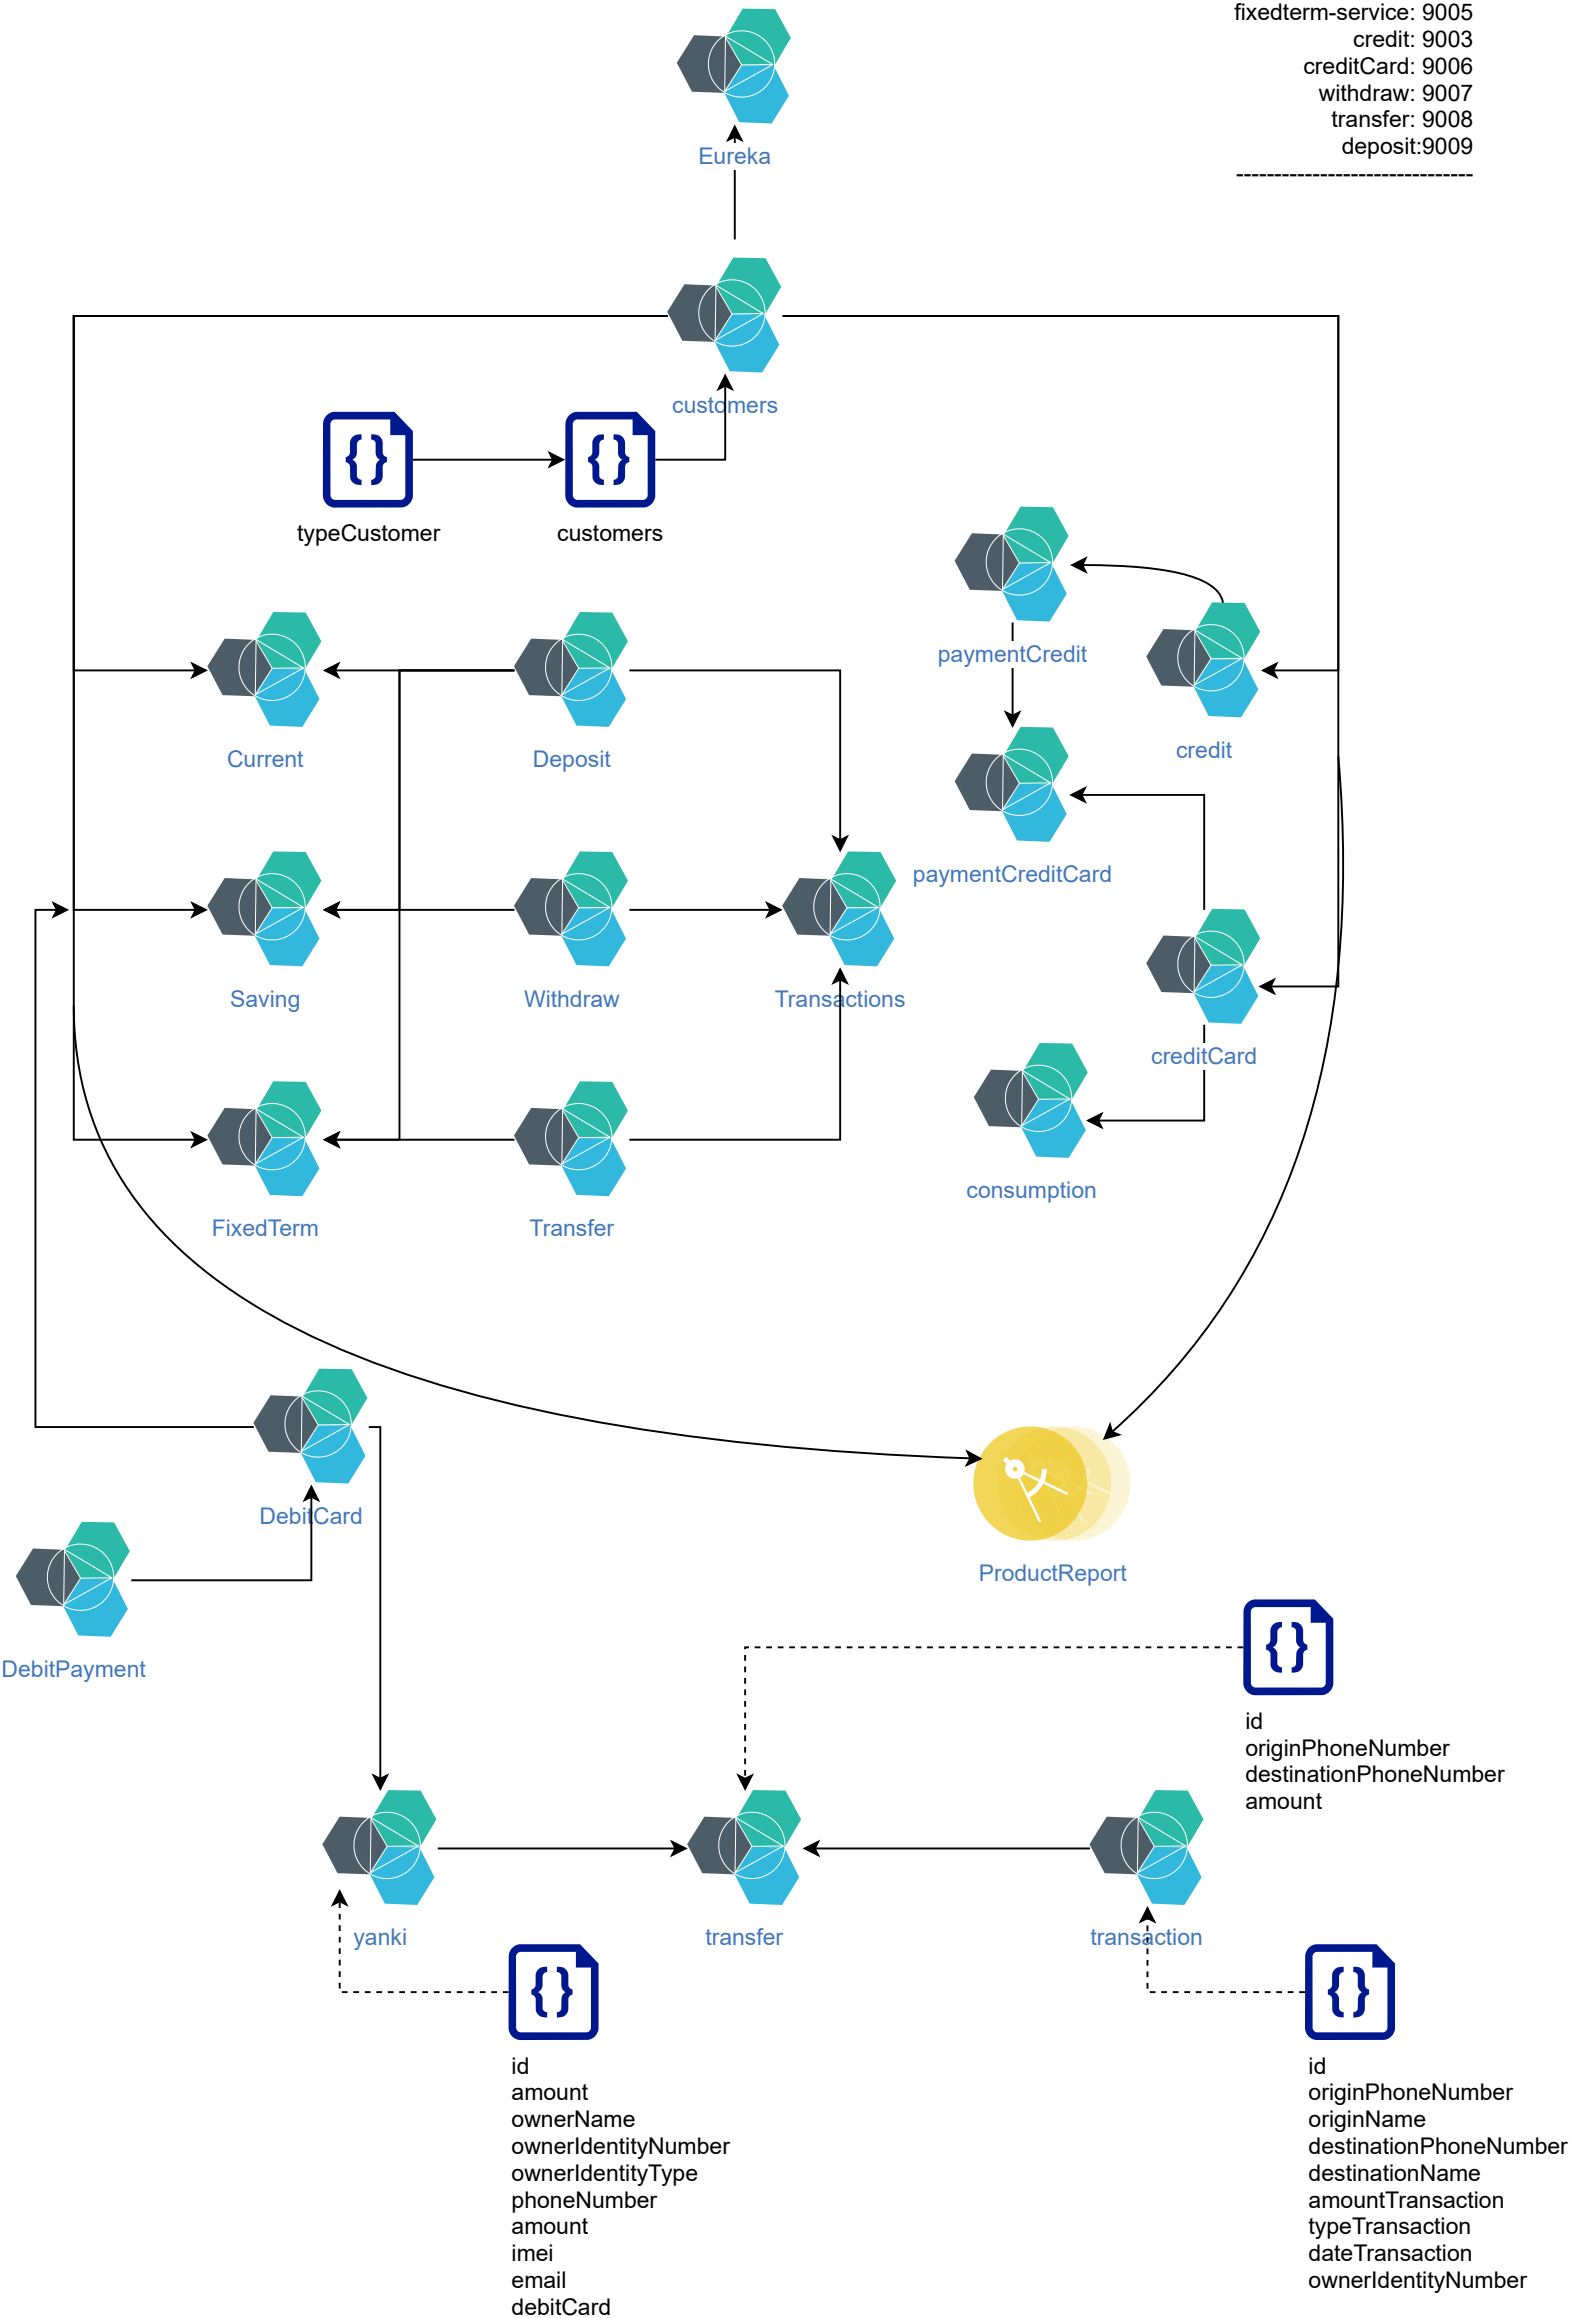 fixedterm-service: 9005
credit: 9003
creditCard: 9006
withdraw: 9007
transfer: 9008
deposit:9009
-------------------------------
Eureka
customers
typeCustomer
customers
paymentCredit
credit
Current
Deposit
paymentCreditCard
Saving
Withdraw
Transactions
creditCard
consumption
FixedTerm
Transfer
DebitCard
ProductReport
DebitPayment
id
originPhoneNumber
destinationPhoneNumber
amount
yanki
transfer
transaction
id
amount
ownerName
ownerIdentityNumber
ownerIdentityType
phoneNumber
amount
imei
email
debitCard
id
originPhoneNumber
originName
destinationPhoneNumber
destinationName
amountTransaction
typeTransaction
dateTransaction
ownerIdentityNumber